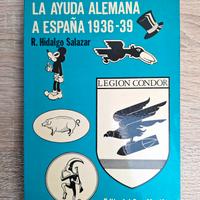 LA AYUDA ALEMANA
A ESPAÑA 1936-39
R. Hidalgo Salazar
LEGION CONDOR